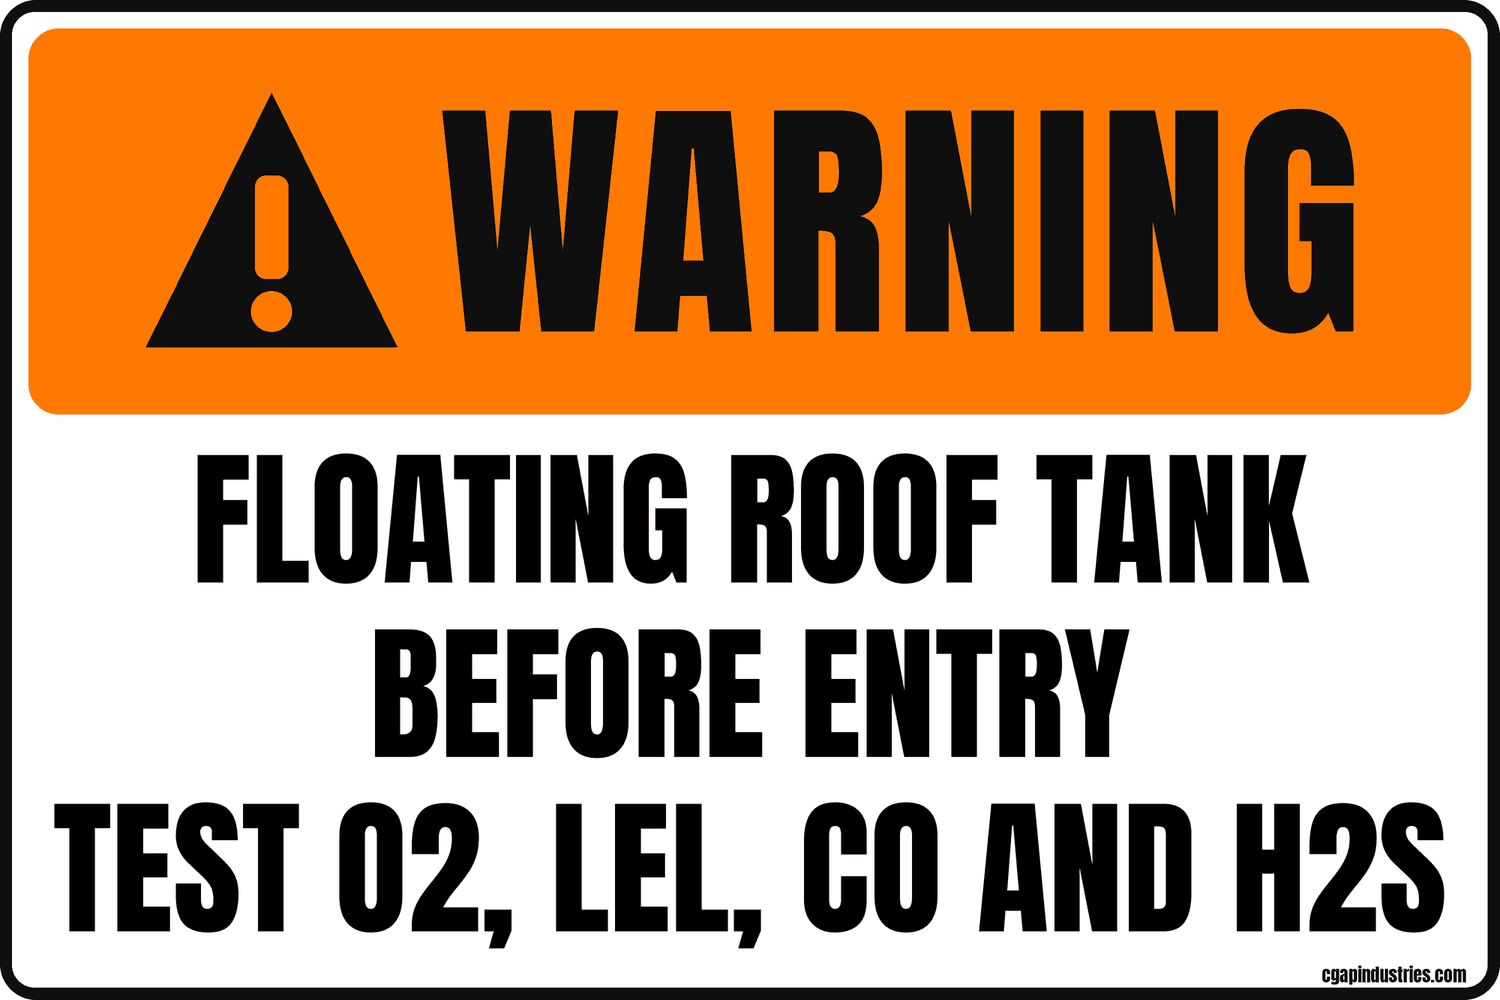 WARNING
FLOATING ROOF TANK
BEFORE ENTRY
TEST O2, LEL, CO AND H2S
cgapindustries.com